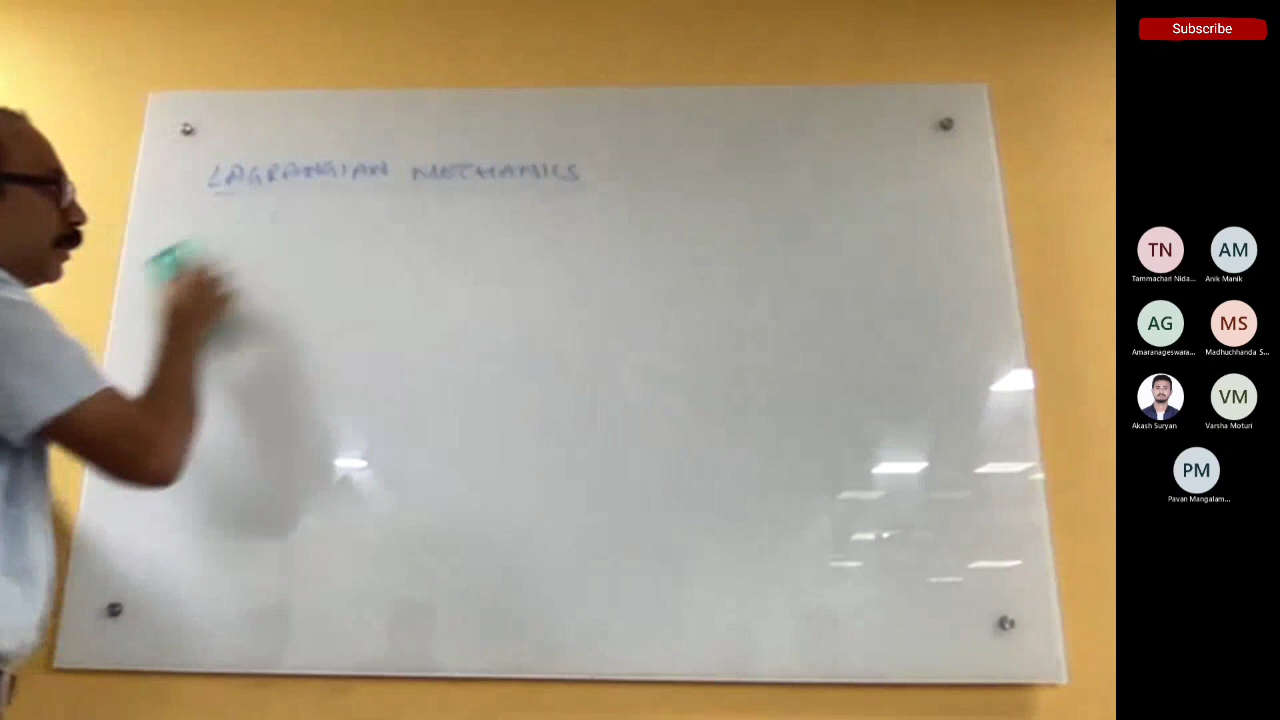 Subscribe
LAGRANGIAN MECHANICS
TN
AM
Tammachari Nida...
Anik Manik
AG
MS
Amaranageswara...
Madhuchhanda S...
VM
Akash Suryan
Varsha Moturi
PM
Pavan Mangalam...